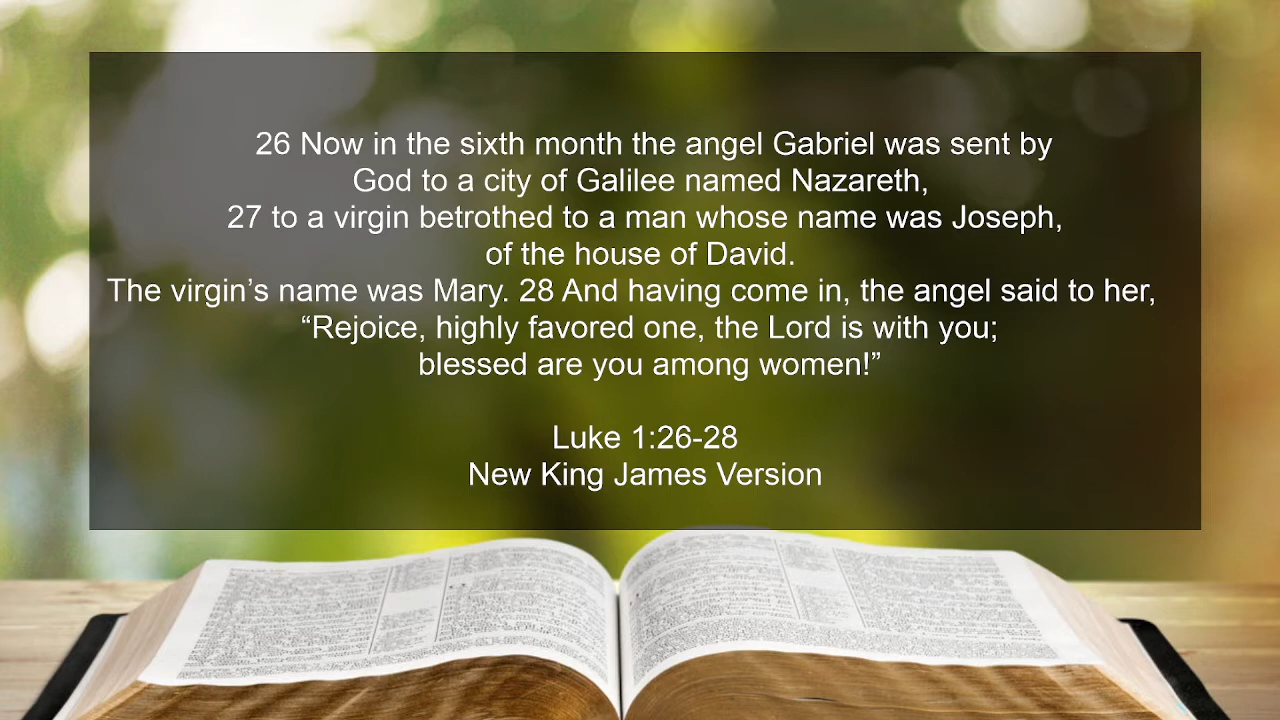 26 Now in the sixth month the angel Gabriel was sent by
God to a city of Galilee named Nazareth,
27 to a virgin betrothed to a man whose name was Joseph,
of the house of David.
The virgin’s name was Mary. 28 And having come in, the angel said to her,
“Rejoice, highly favored one, the Lord is with you;
blessed are you among women!”
Luke 1:26-28
New King James Version